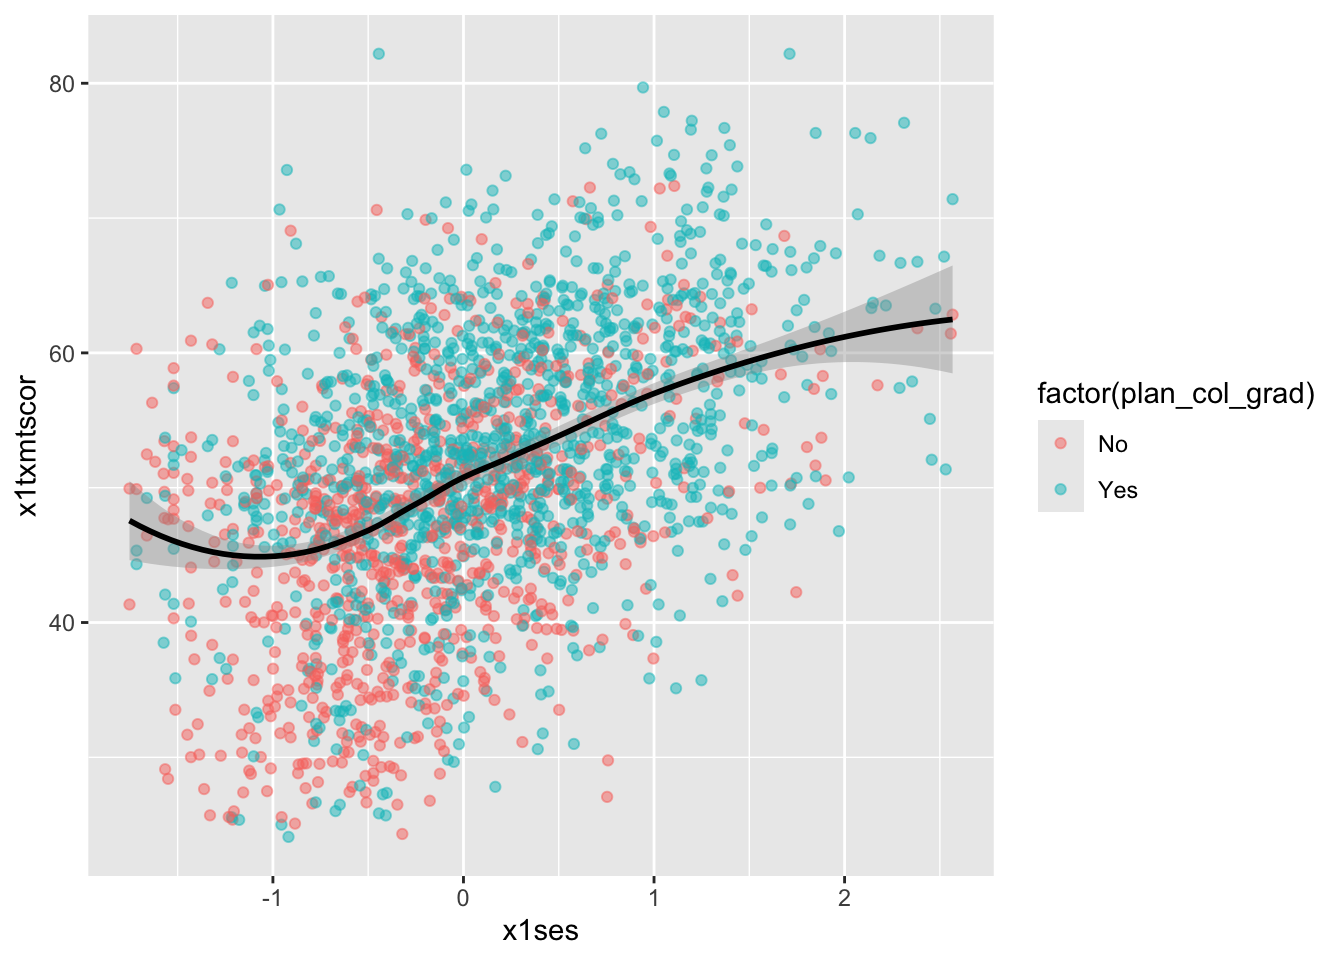 80
60
40
x1txmtscor
-1
0
1
2
x1ses
factor(plan_col_grad)
No
Yes